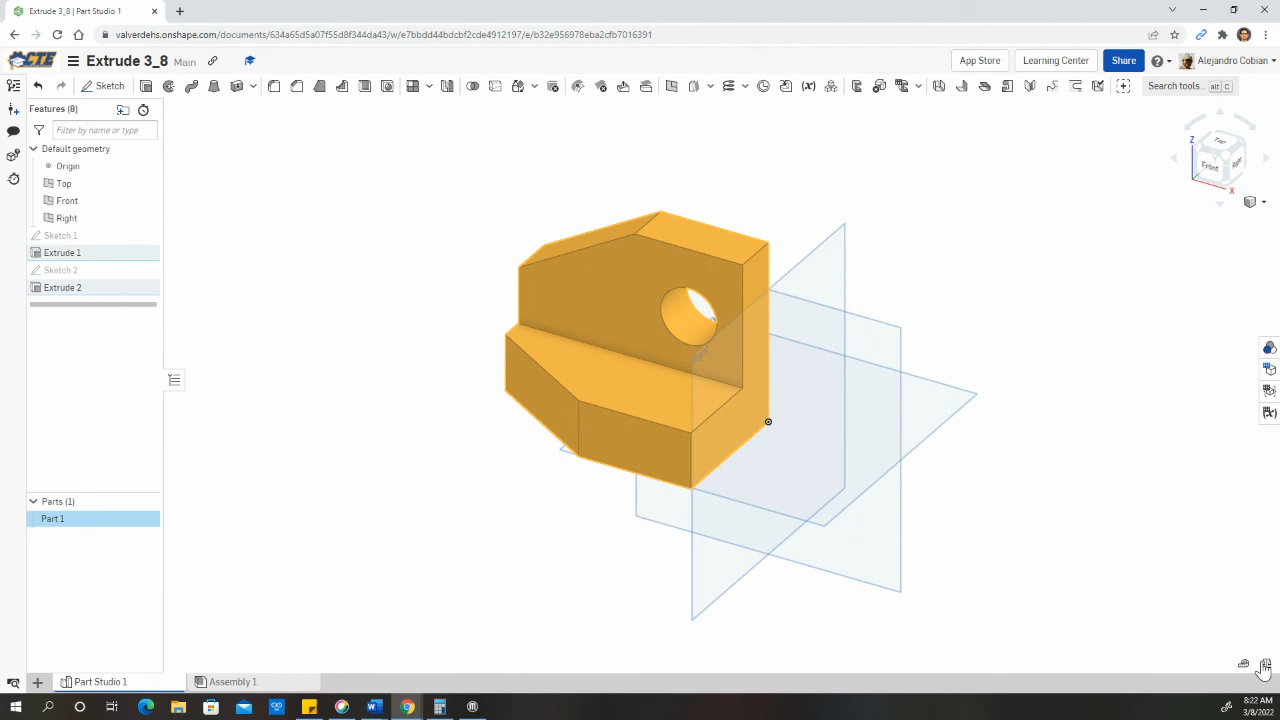 Extrude 3_8 | Part Studio 1
valverdehs.onshape.com/documents/634a65d5a07f55d8f344da43/w/e7bbdd44bdcbf2cde4912197/e/b32e956978eba2cfb7016391
CTE
Extrude 3_8 Main
App Store
Learning Center
Share
Alejandro Cobian
Sketch
Search tools... alt C
Features (8)
Filter by name or type
Default geometry
Origin
Top
Front
Right
Sketch 1
Extrude 1
Sketch 2
Extrude 2
Parts (1)
Part 1
Z
Top
Front
Right
X
Part Studio 1
Assembly 1
8:22 AM
3/8/2022